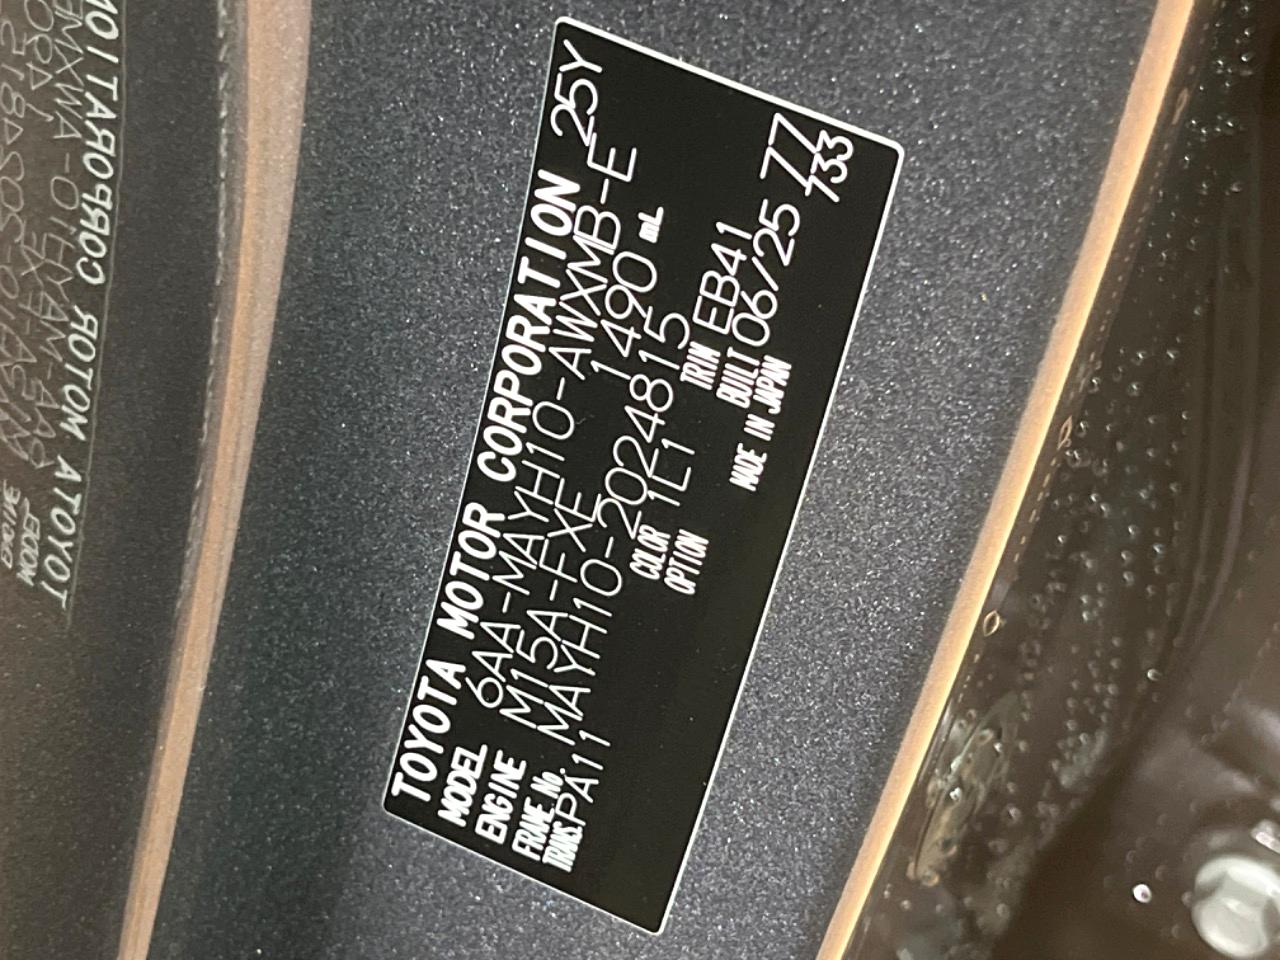 TOYOTA MOTOR CORPORATION 25Y
MODEL 6AA-MAYH10-AWXMB-E
ENGINE M15A-FXE 1490 mL
FRAME No. MAYH10-2024815
TRANS. PA11 COLOR 1E1 TRIM EB41
OPTION BUILT 06/25 77
MADE IN JAPAN 133